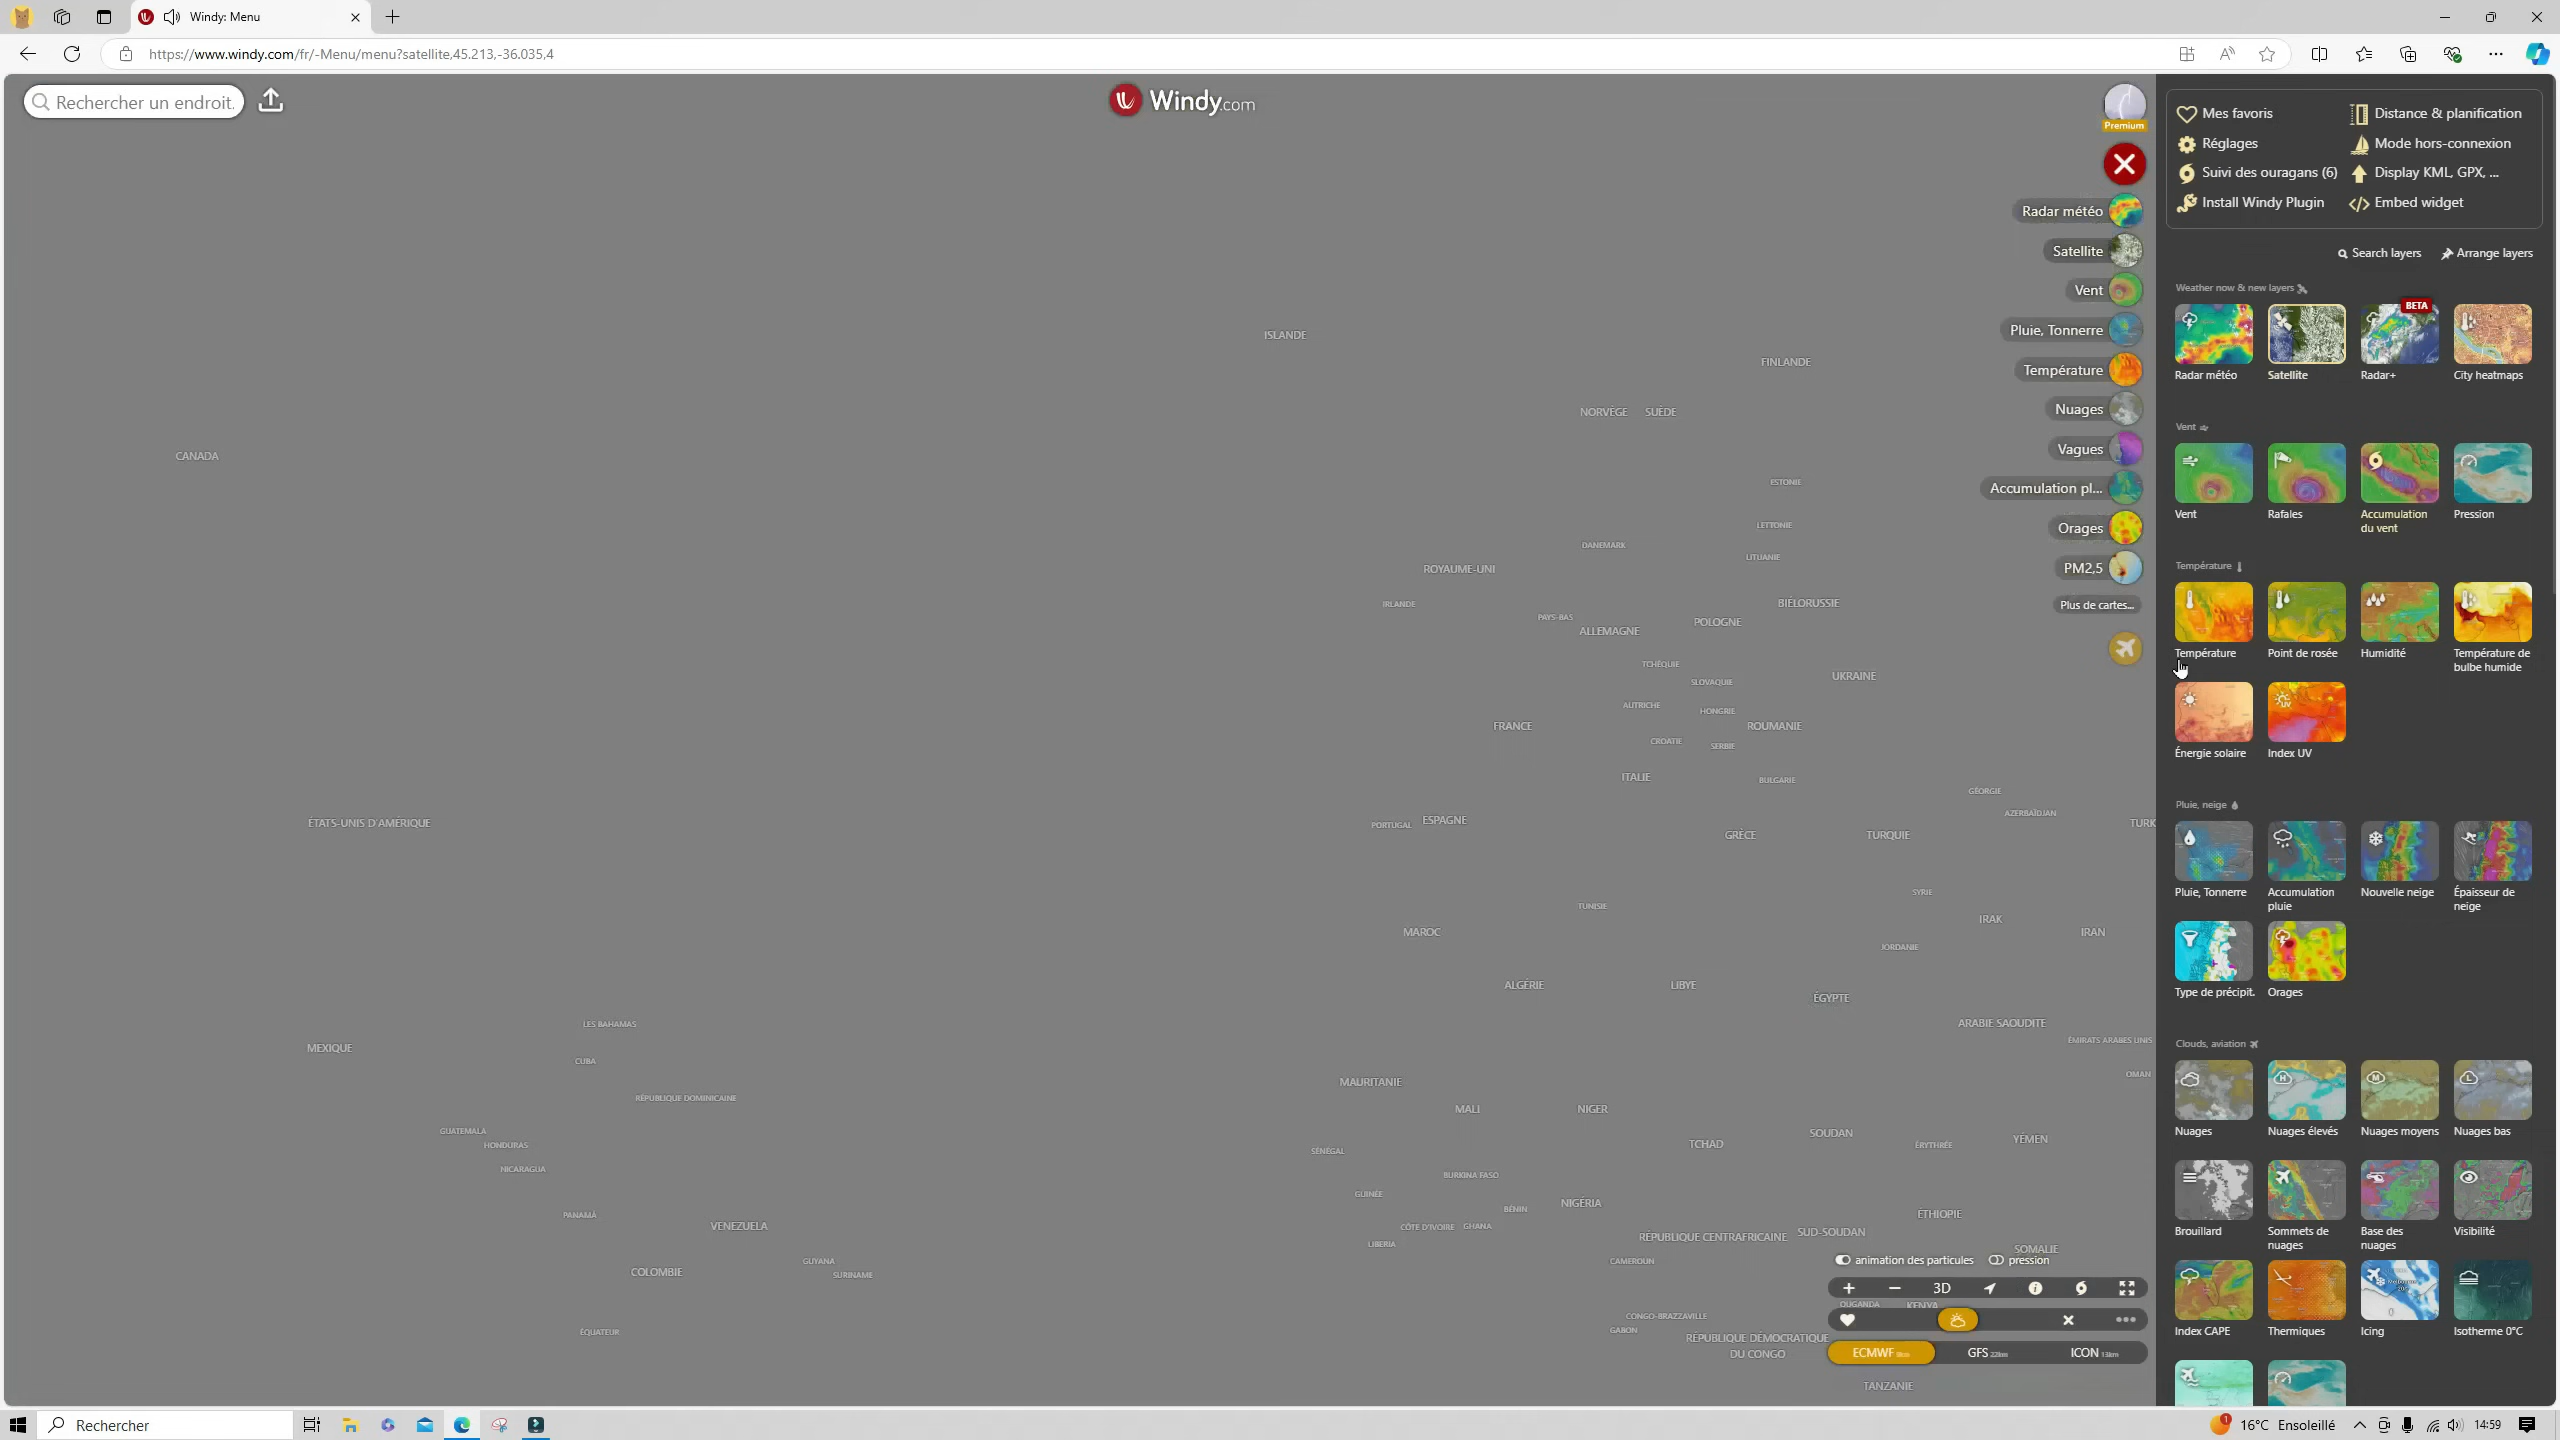 Windy: Menu
https://www.windy.com/fr/-Menu/menu?satellite,45.213,-36.035,4
Rechercher un endroit.
Windy.com
Premium
Mes favoris
Distance & planification
Réglages
Mode hors-connexion
Suivi des ouragans (6)
Display KML, GPX, ...
Install Windy Plugin
Embed widget
Radar météo
Satellite
Vent
Pluie, Tonnerre
Température
Nuages
Vagues
Accumulation pl...
Orages
PM2,5
Plus de cartes...
Search layers
Arrange layers
Weather now & new layers
BETA
Radar météo
Satellite
Radar+
City heatmaps
Vent
Vent
Rafales
Accumulation
du vent
Pression
Température
Température
Point de rosée
Humidité
Température de
bulbe humide
Énergie solaire
UV
Index UV
Pluie, neige
Pluie, Tonnerre
Accumulation
pluie
Nouvelle neige
Épaisseur de
neige
Type de précipit.
Orages
Clouds, aviation
H
M
L
Nuages
Nuages élevés
Nuages moyens
Nuages bas
Brouillard
Sommets de
nuages
Base des
nuages
Visibilité
Index CAPE
Thermiques
Icing
Isotherme 0°C
ISLANDE
FINLANDE
NORVÈGE
SUÈDE
CANADA
ESTONIE
LETTONIE
DANEMARK
LITUANIE
ROYAUME-UNI
IRLANDE
BIÉLORUSSIE
PAYS-BAS
POLOGNE
ALLEMAGNE
TCHÉQUIE
UKRAINE
SLOVAQUIE
AUTRICHE
HONGRIE
FRANCE
ROUMANIE
CROATIE
SERBIE
ITALIE
BULGARIE
GÉORGIE
AZERBAÏDJAN
ÉTATS-UNIS D'AMÉRIQUE
PORTUGAL
ESPAGNE
GRÈCE
TURQUIE
TURK
SYRIE
TUNISIE
IRAK
MAROC
IRAN
JORDANIE
ALGÉRIE
LIBYE
ÉGYPTE
LES BAHAMAS
ARABIE SAOUDITE
MEXIQUE
ÉMIRATS ARABES UNIS
CUBA
OMAN
MAURITANIE
RÉPUBLIQUE DOMINICAINE
MALI
NIGER
GUATEMALA
SOUDAN
HONDURAS
TCHAD
ÉRYTHRÉE
YÉMEN
SÉNÉGAL
NICARAGUA
BURKINA FASO
GUINÉE
NIGÉRIA
BÉNIN
PANAMÁ
ÉTHIOPIE
VENEZUELA
CÔTE D'IVOIRE
GHANA
SUD-SOUDAN
RÉPUBLIQUE CENTRAFRICAINE
LIBERIA
SOMALIE
GUYANA
CAMEROUN
animation des particules
pression
COLOMBIE
SURINAME
3D
OUGANDA
KENYA
CONGO-BRAZZAVILLE
GABON
ÉQUATEUR
RÉPUBLIQUE DÉMOCRATIQUE
DU CONGO
ECMWF 9km
GFS 22km
ICON 13km
TANZANIE
Rechercher
1
16°C Ensoleillé
14:59